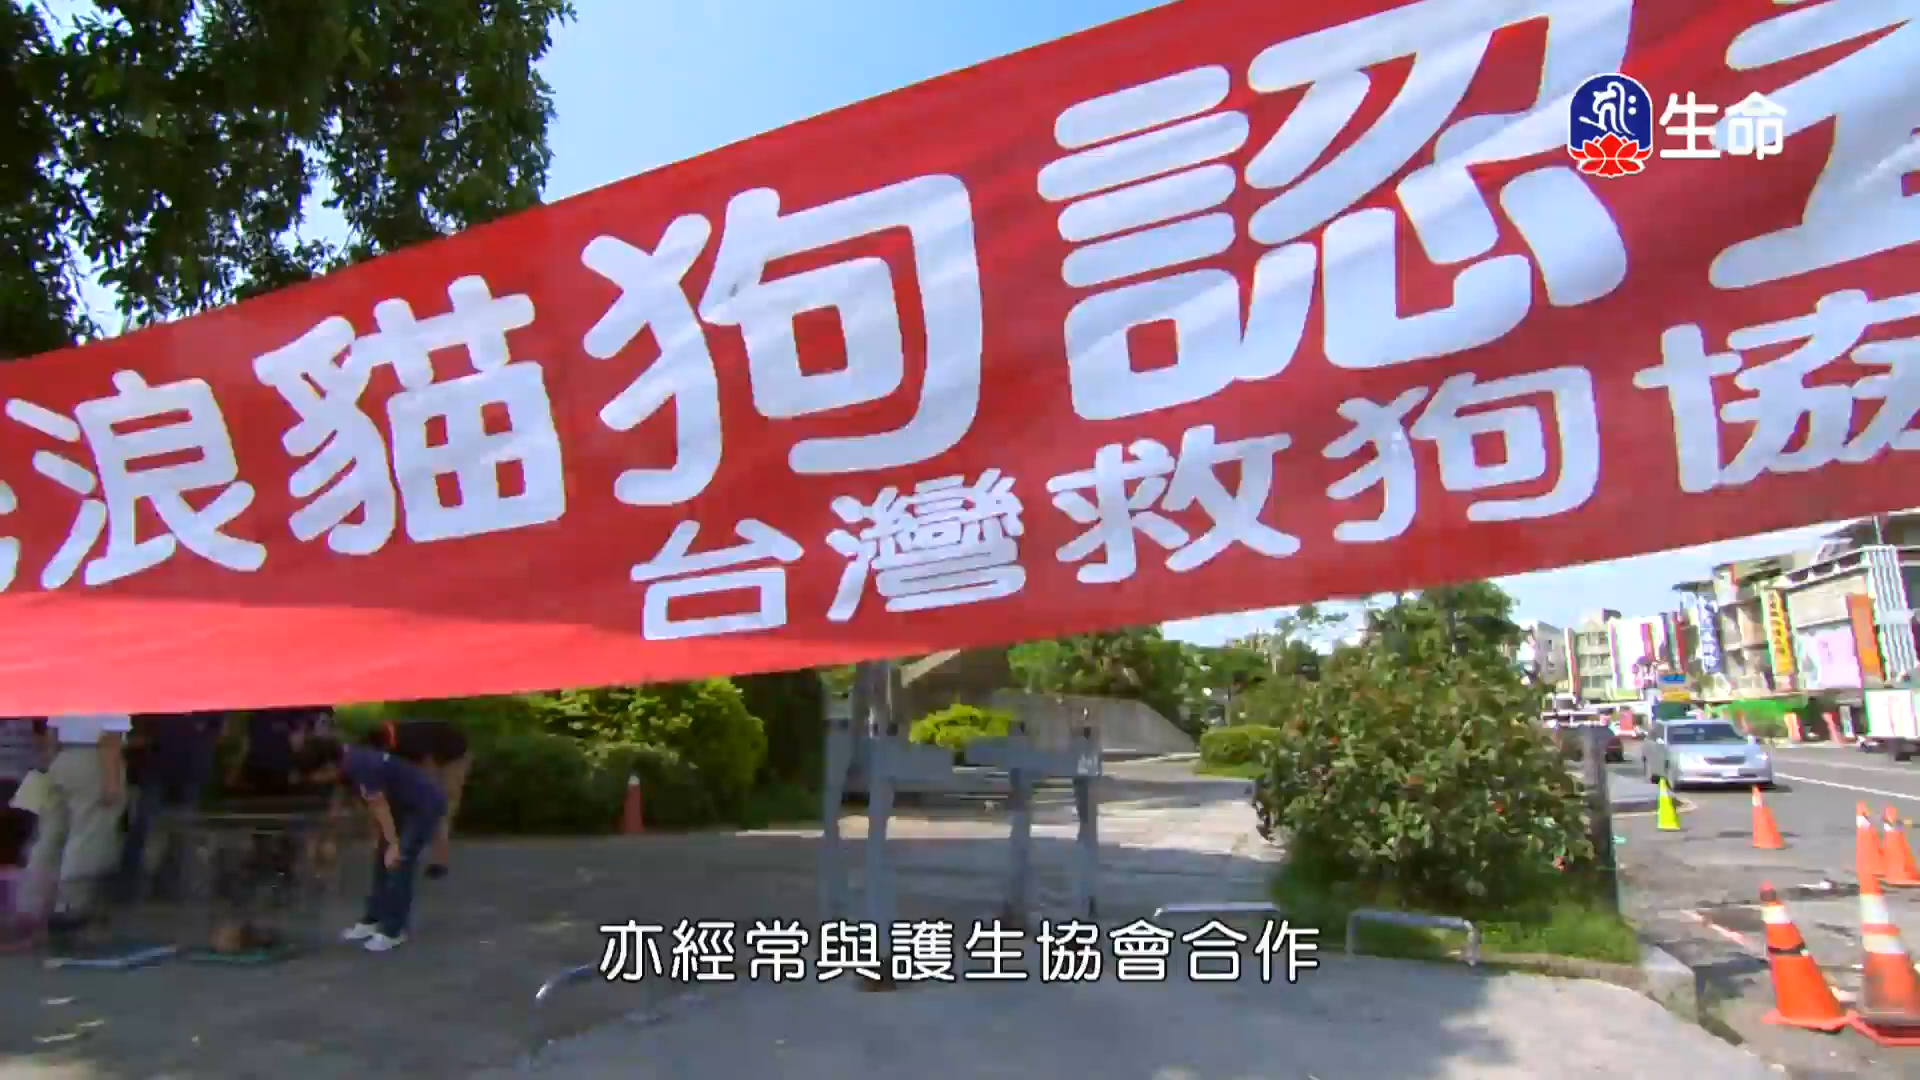 浪貓狗認
台灣救狗協
生命
亦經常與護生協會合作